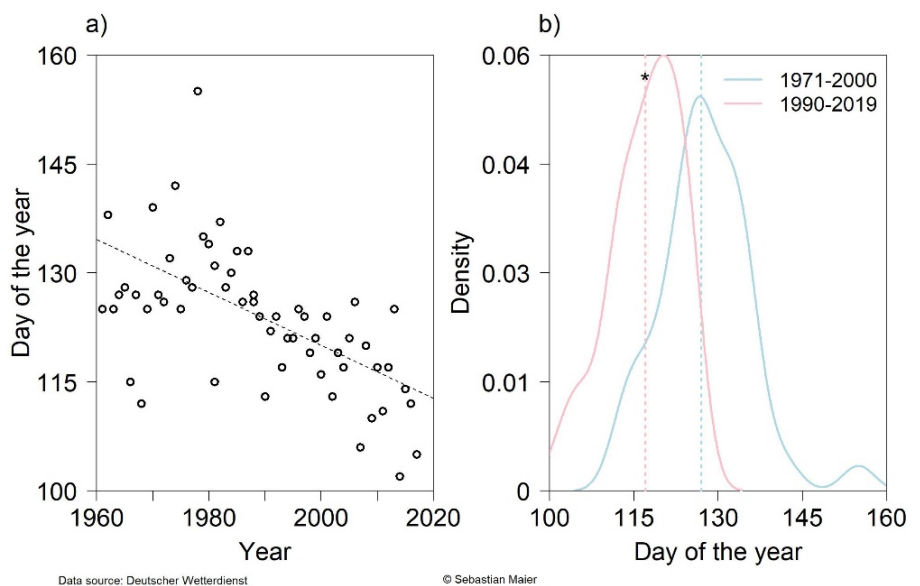 a)
160
145
130
115
100
Day of the year
1960
1980
2000
2020
Year
b)
0.06
0.04
0.03
0.01
0
Density
*
1971-2000
1990-2019
100
115
130
145
160
Day of the year
Data source: Deutscher Wetterdienst
© Sebastian Maier